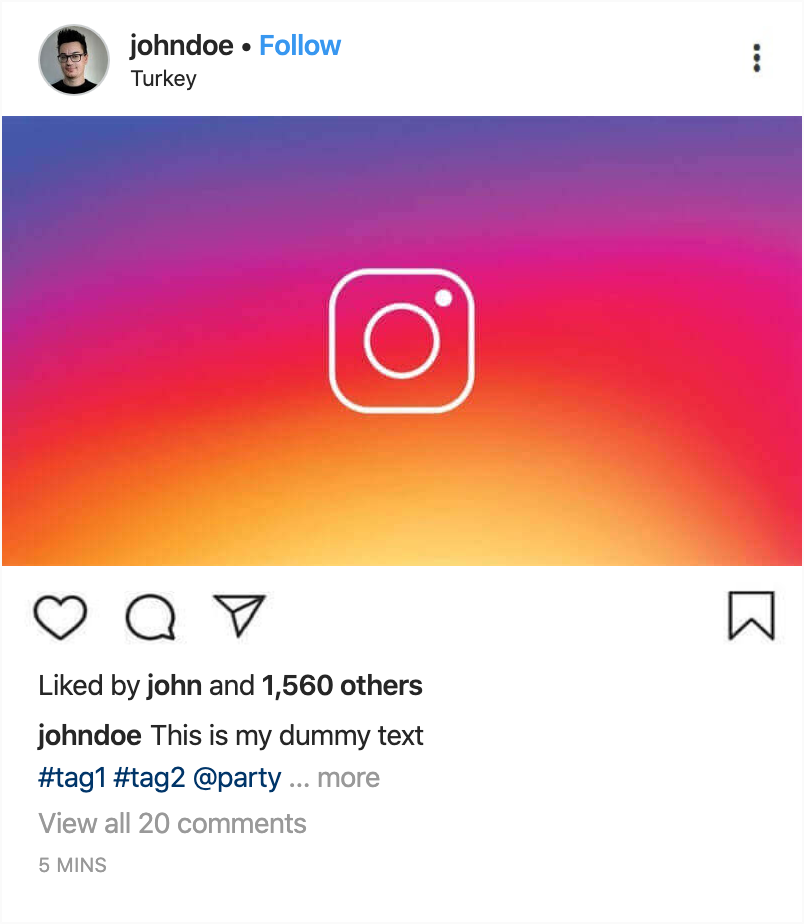 johndoe • Follow
Turkey
Liked by john and 1,560 others
johndoe This is my dummy text
#tag1 #tag2 @party ... more
View all 20 comments
5 MINS